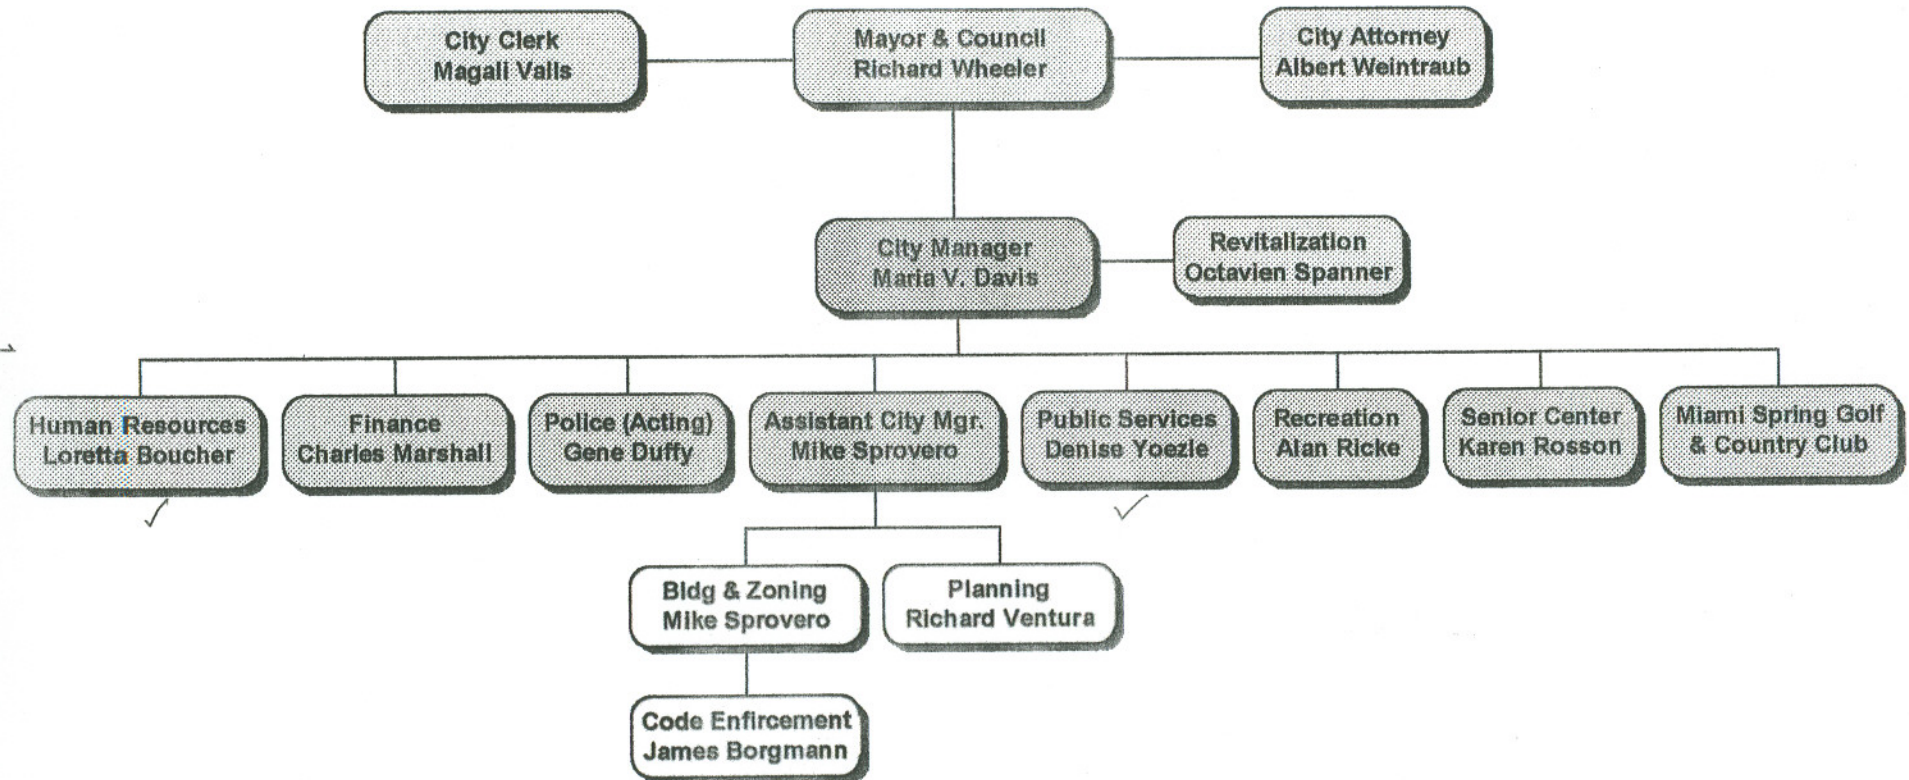 City Clerk
Magali Valls
Mayor & Council
Richard Wheeler
City Attorney
Albert Weintraub
City Manager
Maria V. Davis
Revitalization
Octavien Spanner
Human Resources
Loretta Boucher
Finance
Charles Marshall
Police (Acting)
Gene Duffy
Assistant City Mgr.
Mike Sprovero
Public Services
Denise Yoezle
Recreation
Alan Ricke
Senior Center
Karen Rosson
Miami Spring Golf
& Country Club
Bldg & Zoning
Mike Sprovero
Planning
Richard Ventura
Code Enfircement
James Borgmann